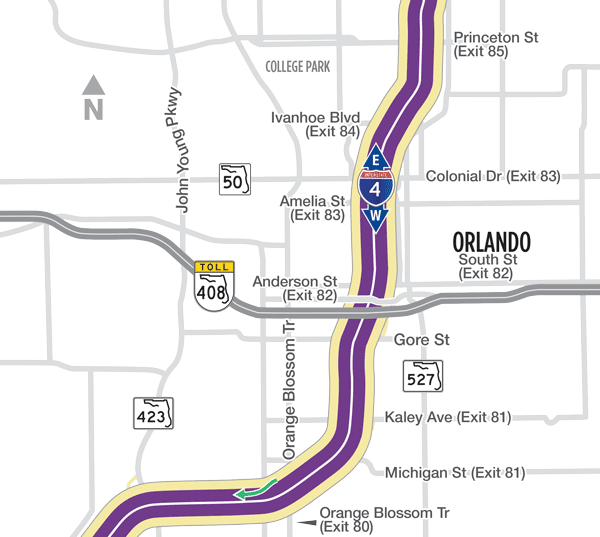 Princeton St
(Exit 85)
COLLEGE PARK
N
Ivanhoe Blvd
(Exit 84)
John Young Pkwy
E
INTERSTATE
4
W
50
Colonial Dr (Exit 83)
Amelia St
(Exit 83)
ORLANDO
South St
(Exit 82)
TOLL
408
Anderson St
(Exit 82)
Orange Blossom Tr
Gore St
527
423
Kaley Ave (Exit 81)
Michigan St (Exit 81)
Orange Blossom Tr
(Exit 80)